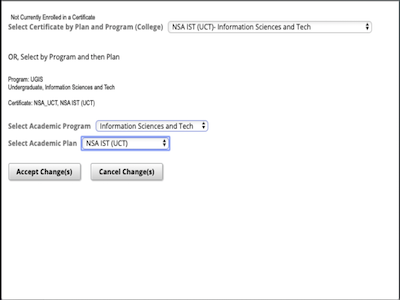 Not Currently Enrolled in a Certificate
Select Certificate by Plan and Program (College) NSA IST (UCT)- Information Sciences and Tech
OR, Select by Program and then Plan
Program: UGIS
Undergraduate, Information Sciences and Tech
Certificate: NSA_UCT, NSA IST (UCT)
Select Academic Program Information Sciences and Tech
Select Academic Plan NSA IST (UCT)
Accept Change(s) Cancel Change(s)